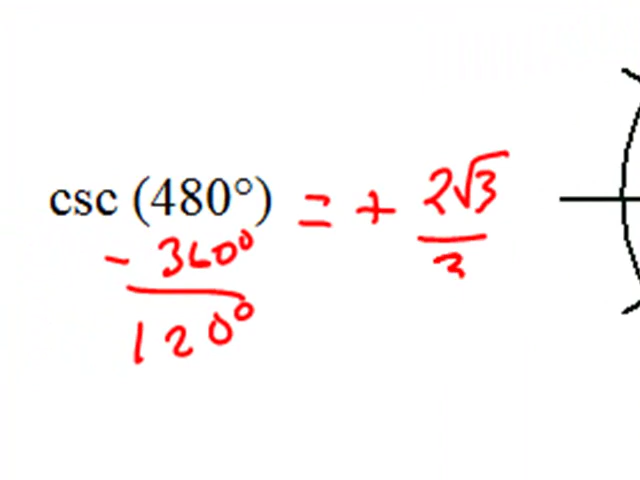 csc (480°) = + 2√3/3
- 360°
120°